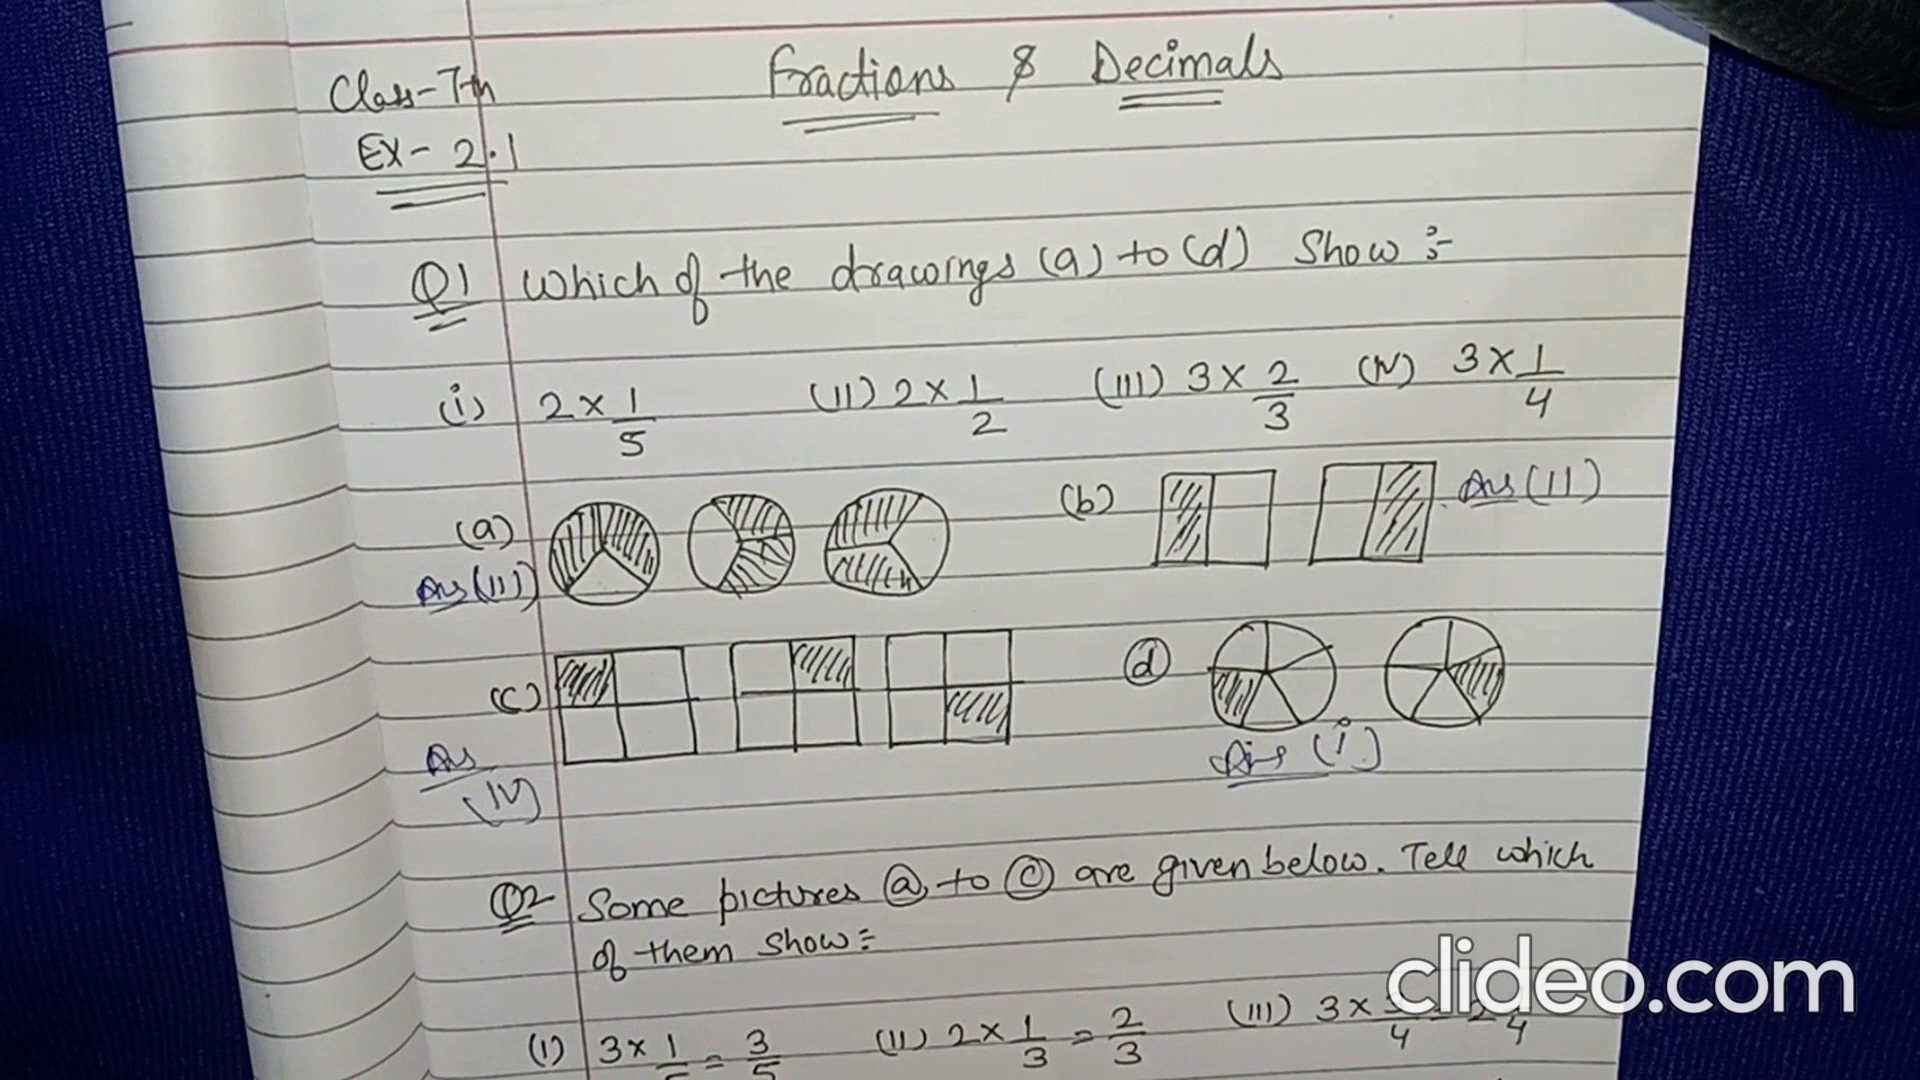 Fractions & Decimals
Class-7th
EX- 2.1
Q1 Which of the drawings (a) to (d) Show :-
(i) 2 × 1/5 (II) 2 × 1/2 (III) 3 × 2/3 (IV) 3 × 1/4
(a) (b) Ans (II)
Ans (III)
(c) (d)
Ans (i)
Ans
(IV)
Q2 Some pictures (a) to (c) are given below. Tell which
of them show :-
(I) 3 × 1/5 = 3/5 (II) 2 × 1/3 = 2/3 (III) 3 × 3/4 =
clideo.com